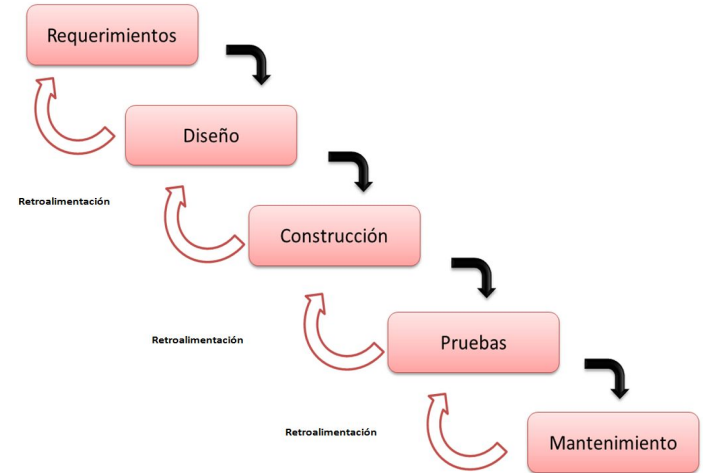 Requerimientos
Diseño
Retroalimentación
Construcción
Retroalimentación
Pruebas
Retroalimentación
Mantenimiento